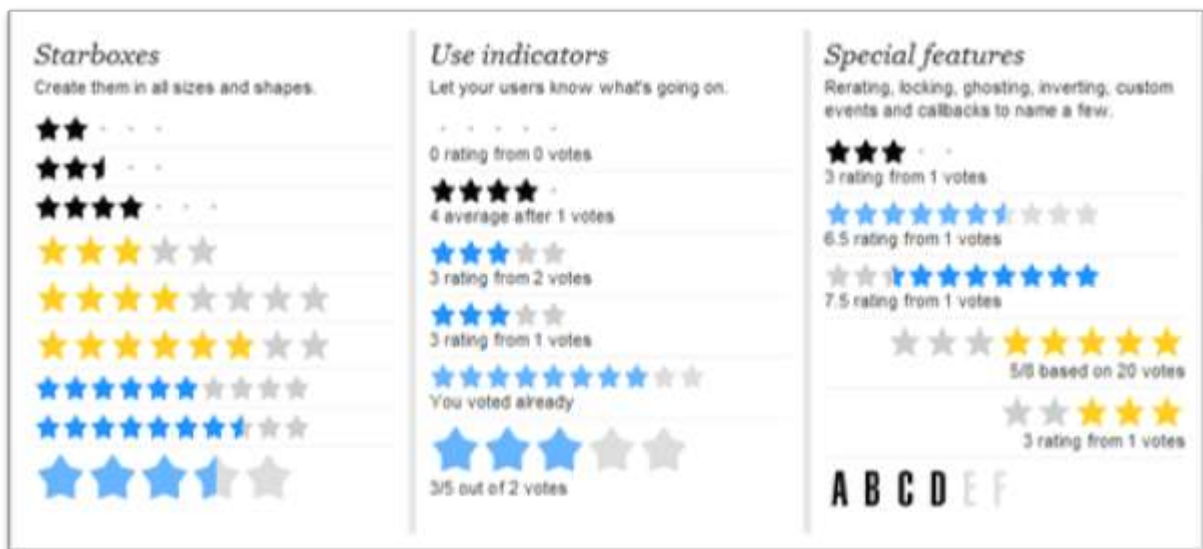 Starboxes
Create them in all sizes and shapes.
Use indicators
Let your users know what's going on.
0 rating from 0 votes
4 average after 1 votes
3 rating from 2 votes
3 rating from 1 votes
You voted already
3/5 out of 2 votes
Special features
Rerating, locking, ghosting, inverting, custom
events and callbacks to name a few.
3 rating from 1 votes
6.5 rating from 1 votes
7.5 rating from 1 votes
5/8 based on 20 votes
3 rating from 1 votes
A B C D E F